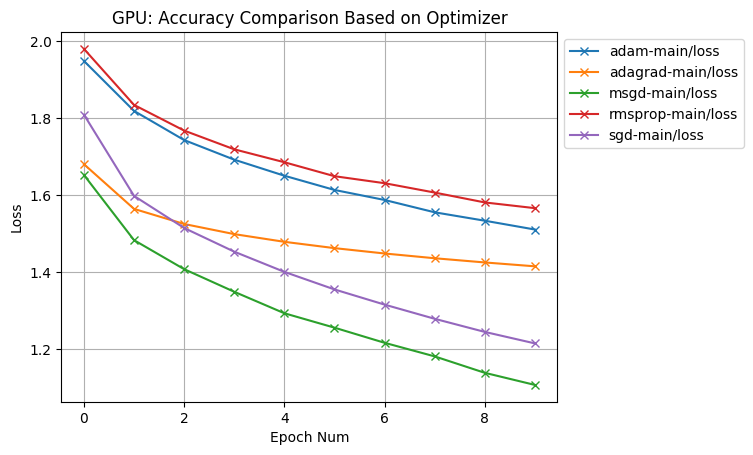 GPU: Accuracy Comparison Based on Optimizer
2.0
1.8
1.6
1.4
1.2
Loss
0
2
4
6
8
Epoch Num
adam-main/loss
adagrad-main/loss
msgd-main/loss
rmsprop-main/loss
sgd-main/loss